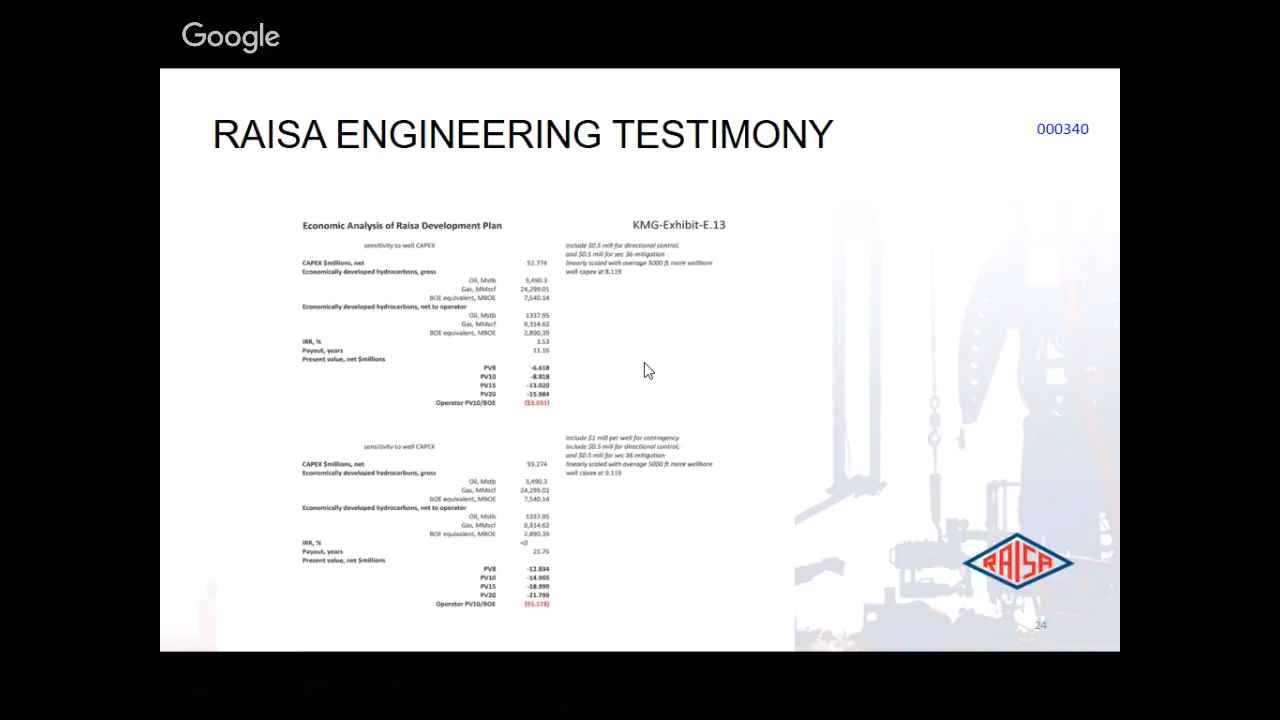 Google
RAISA ENGINEERING TESTIMONY
000340
Economic Analysis of Raisa Development Plan
KMG-Exhibit-E.13
sensitivity to well CAPEX
Include $0.5 mill for directional control,
and $0.5 mill for sec 36 mitigation
CAPEX $millions, net 52.774 linearly scaled with average 5000 ft more wellbore
Economically developed hydrocarbons, gross well capex at 8.119
Oil, Mstb 3,490.3
Gas, MMscf 24,299.01
BOE equivalent, MBOE 7,540.14
Economically developed hydrocarbons, net to operator
Oil, Mstb 1337.95
Gas, MMscf 9,314.62
BOE equivalent, MBOE 2,890.39
IRR, % 3.53
Payout, years 11.16
Present value, net $millions
PV8 -6.618
PV10 -8.818
PV15 -13.020
PV20 -15.984
Operator PV10/BOE ($3.051)
Include $1 mill per well for contingency
sensitivity to well CAPEX Include $0.5 mill for directional control,
and $0.5 mill for sec 36 mitigation
CAPEX $millions, net 59.274 linearly scaled with average 5000 ft more wellbore
Economically developed hydrocarbons, gross well capex at 9.119
Oil, Mstb 3,490.3
Gas, MMscf 24,299.01
BOE equivalent, MBOE 7,540.14
Economically developed hydrocarbons, net to operator
Oil, Mstb 1337.95
Gas, MMscf 9,314.62
BOE equivalent, MBOE 2,890.39
IRR, % <0
Payout, years 21.75
Present value, net $millions
PV8 -12.834
PV10 -14.965
PV15 -18.999
PV20 -21.799
Operator PV10/BOE ($5.178)
RAISA
24